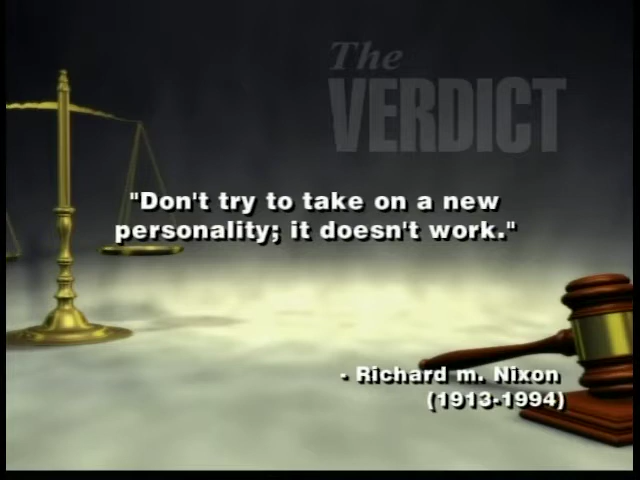 The
VERDICT
"Don't try to take on a new
personality; it doesn't work."
- Richard m. Nixon
(1913-1994)